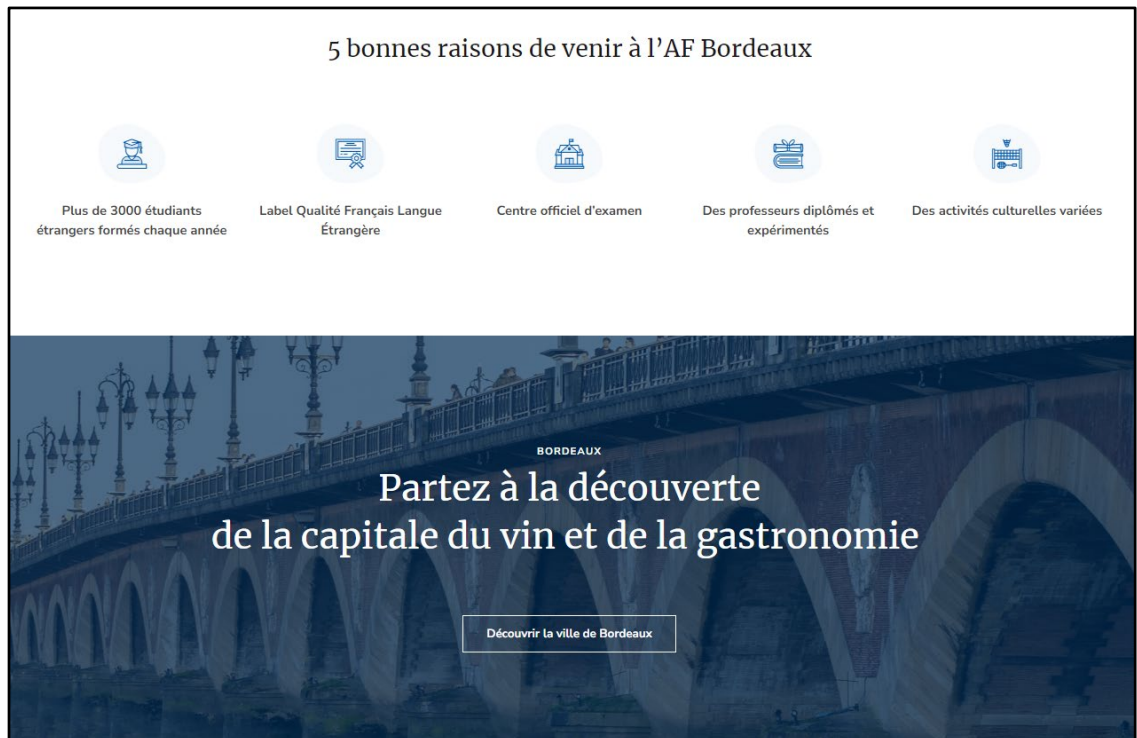 5 bonnes raisons de venir à l’AF Bordeaux
Plus de 3000 étudiants
étrangers formés chaque année
Label Qualité Français Langue
Étrangère
Centre officiel d'examen
Des professeurs diplômés et
expérimentés
Des activités culturelles variées
BORDEAUX
Partez à la découverte
de la capitale du vin et de la gastronomie
Découvrir la ville de Bordeaux